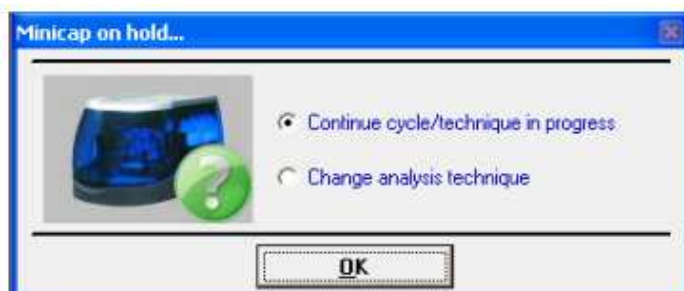 Minicap on hold...
Continue cycle/technique in progress
Change analysis technique
OK